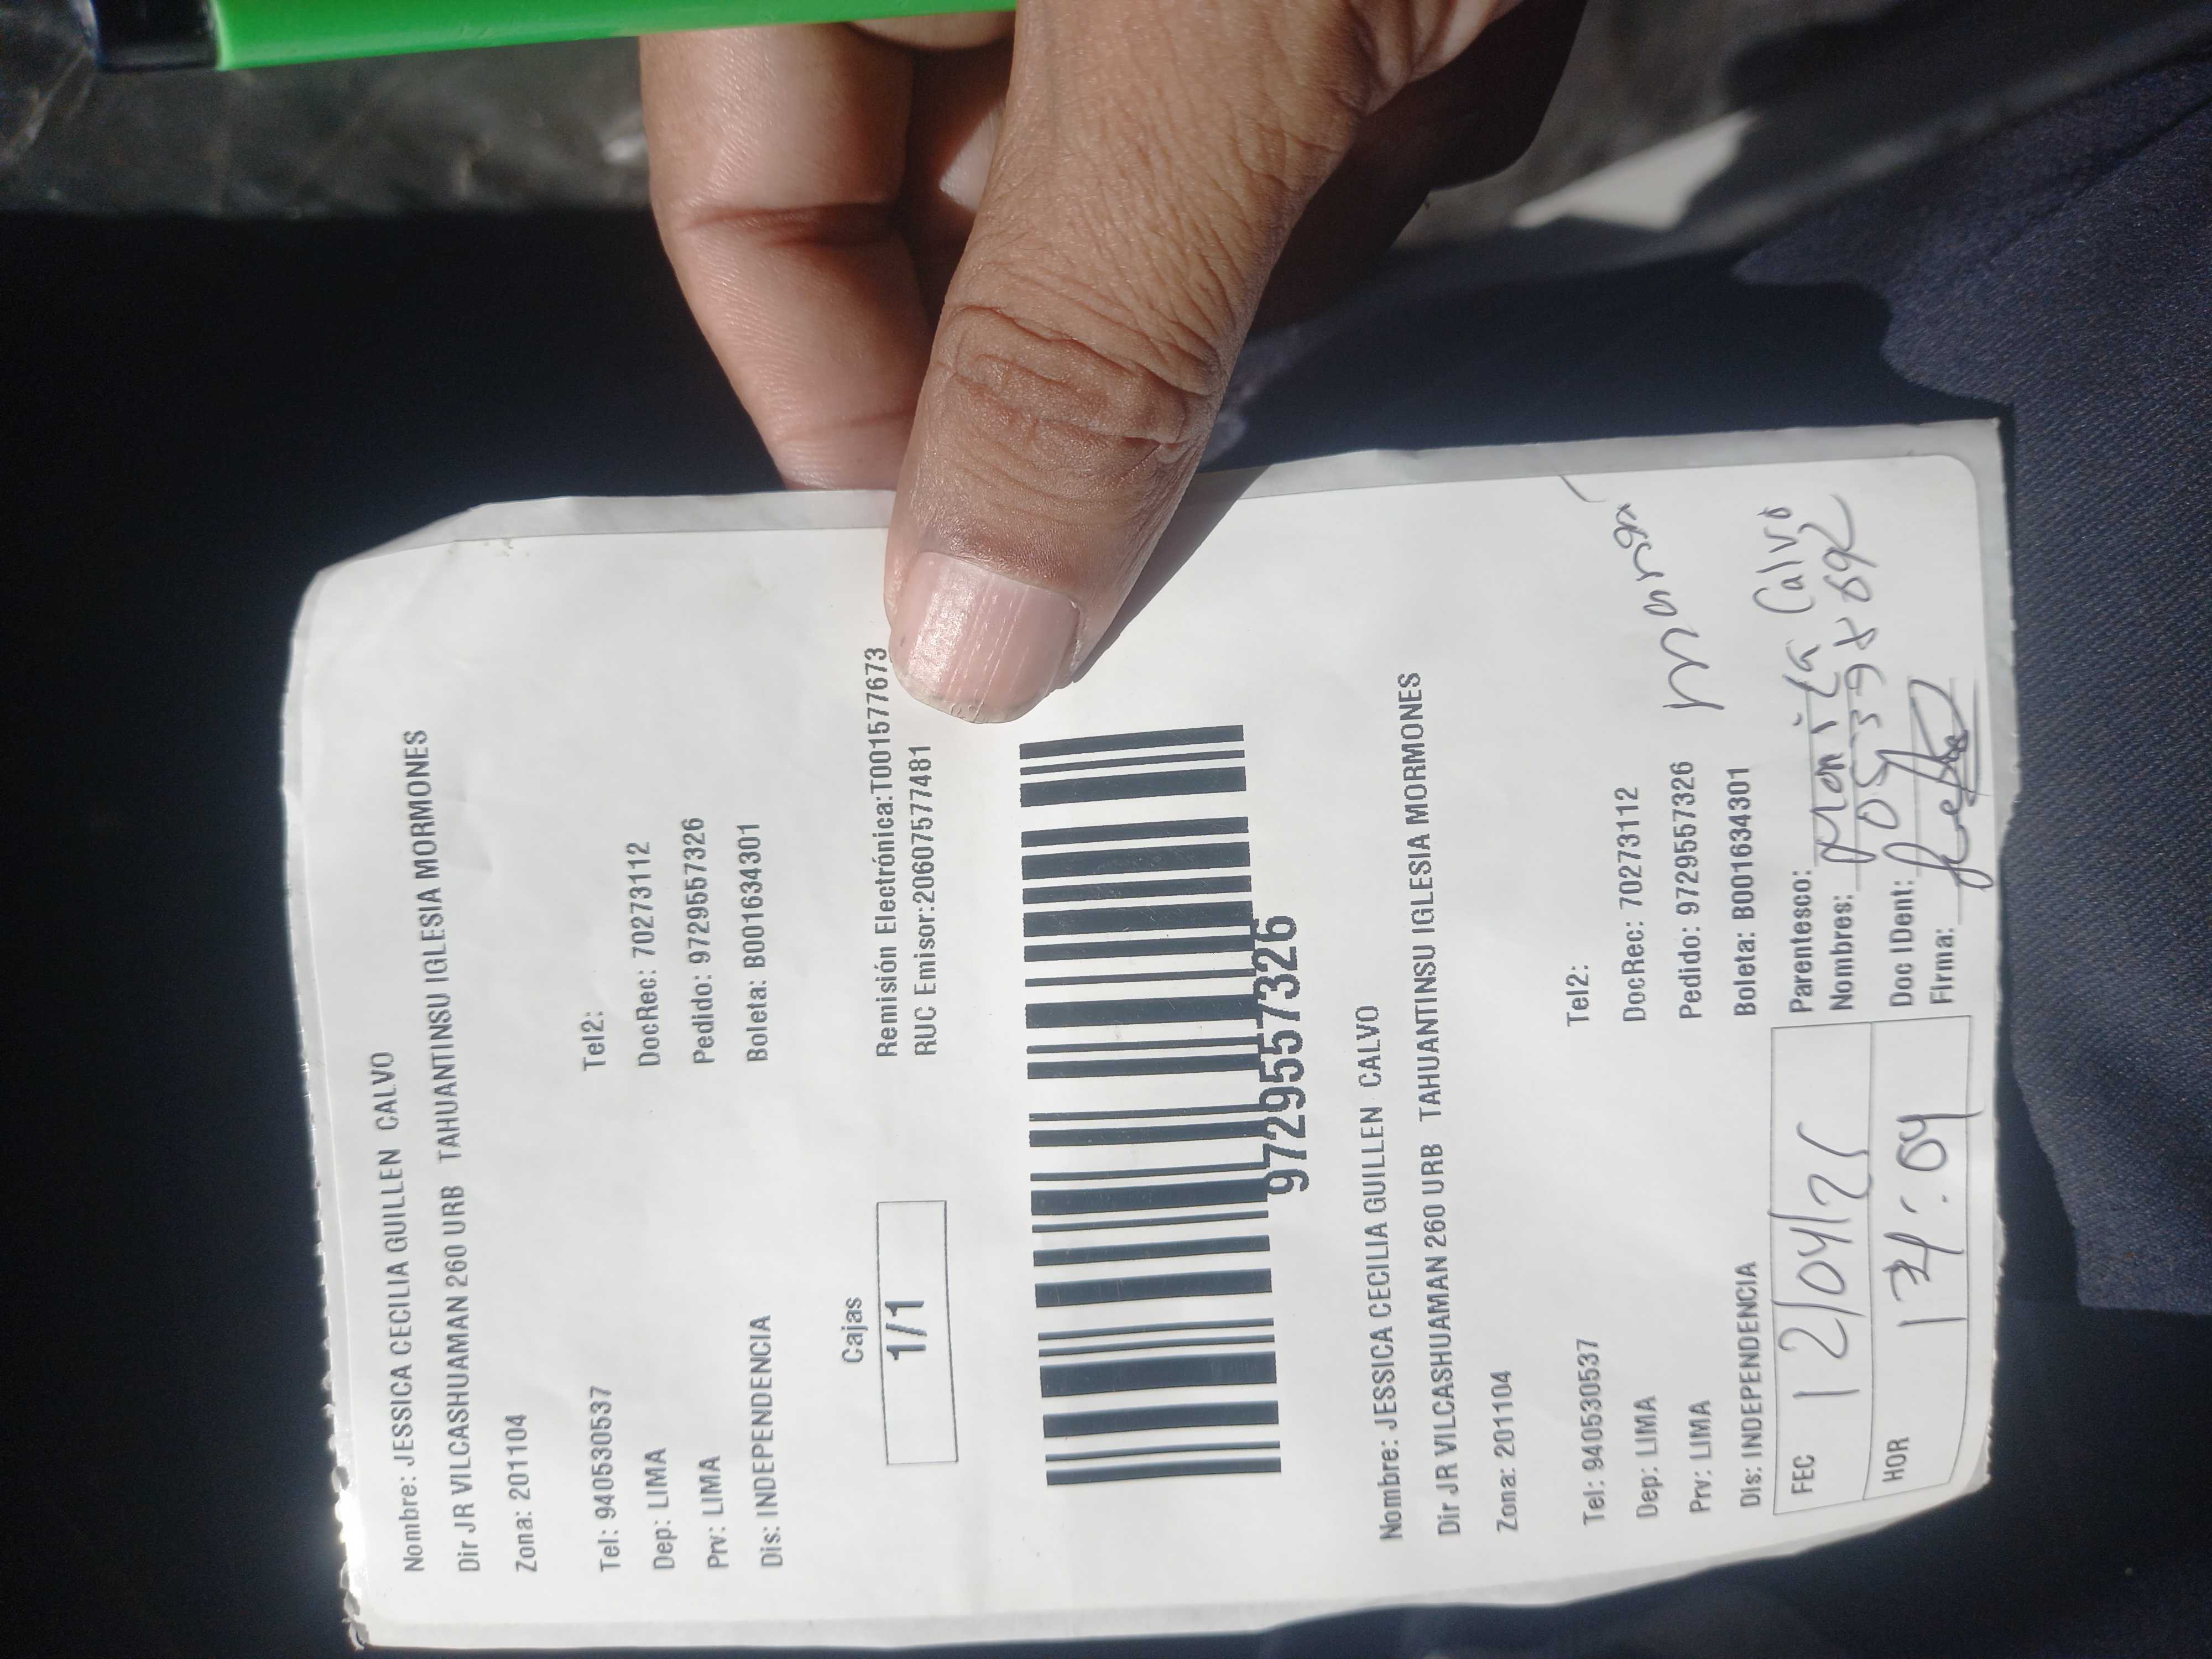 Nombre: JESSICA CECILIA GUILLEN CALVO
Dir JR VILCASHUAMAN 260 URB TAHUANTINSU IGLESIA MORMONES
Zona: 201104
Tel: 940530537 Tel2:
Dep: LIMA DocRec: 70273112
Prv: LIMA Pedido: 9729557326
Dis: INDEPENDENCIA Boleta: B001634301
Cajas
1/1
Remisión Electrónica:T001577673
RUC Emisor:20607577481
9729557326
Nombre: JESSICA CECILIA GUILLEN CALVO
Dir JR VILCASHUAMAN 260 URB TAHUANTINSU IGLESIA MORMONES
Zona: 201104
Tel: 940530537 Tel2:
Dep: LIMA DocRec: 70273112
Prv: LIMA Pedido: 9729557326
Dis: INDEPENDENCIA Boleta: B001634301
FEC 12/04/25
HOR
Parentesco:
Nombres: Calvo
Doc IDent:
Firma: